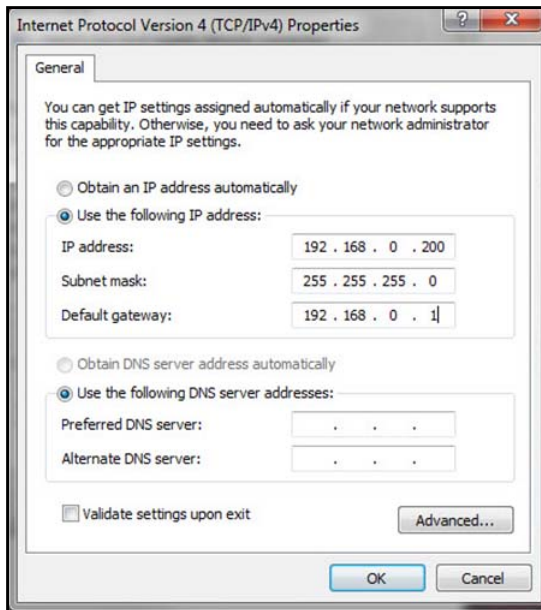 Internet Protocol Version 4 (TCP/IPv4) Properties
General
You can get IP settings assigned automatically if your network supports
this capability. Otherwise, you need to ask your network administrator
for the appropriate IP settings.
Obtain an IP address automatically
Use the following IP address:
IP address: 192 . 168 . 0 . 200
Subnet mask: 255 . 255 . 255 . 0
Default gateway: 192 . 168 . 0 . 1
Obtain DNS server address automatically
Use the following DNS server addresses:
Preferred DNS server: . . .
Alternate DNS server: . . .
Validate settings upon exit
Advanced...
OK Cancel